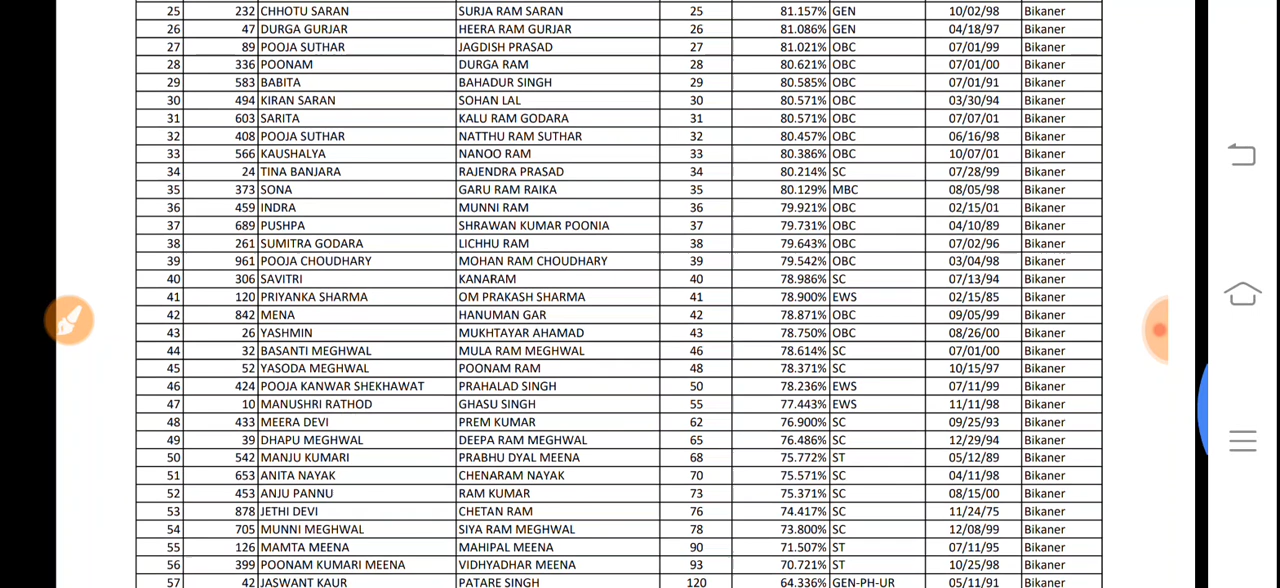 25 232 CHHOTU SARAN SURJA RAM SARAN 25 81.157% GEN 10/02/98 Bikaner
26 47 DURGA GURJAR HEERA RAM GURJAR 26 81.086% GEN 04/18/97 Bikaner
27 89 POOJA SUTHAR JAGDISH PRASAD 27 81.021% OBC 07/01/99 Bikaner
28 336 POONAM DURGA RAM 28 80.621% OBC 07/01/00 Bikaner
29 583 BABITA BAHADUR SINGH 29 80.585% OBC 07/01/91 Bikaner
30 494 KIRAN SARAN SOHAN LAL 30 80.571% OBC 03/30/94 Bikaner
31 603 SARITA KALU RAM GODARA 31 80.571% OBC 07/07/01 Bikaner
32 408 POOJA SUTHAR NATTHU RAM SUTHAR 32 80.457% OBC 06/16/98 Bikaner
33 566 KAUSHALYA NANOO RAM 33 80.386% OBC 10/07/01 Bikaner
34 24 TINA BANJARA RAJENDRA PRASAD 34 80.214% SC 07/28/99 Bikaner
35 373 SONA GARU RAM RAIKA 35 80.129% MBC 08/05/98 Bikaner
36 459 INDRA MUNNI RAM 36 79.921% OBC 02/15/01 Bikaner
37 689 PUSHPA SHRAWAN KUMAR POONIA 37 79.731% OBC 04/10/89 Bikaner
38 261 SUMITRA GODARA LICHHU RAM 38 79.643% OBC 07/02/96 Bikaner
39 961 POOJA CHOUDHARY MOHAN RAM CHOUDHARY 39 79.542% OBC 03/04/98 Bikaner
40 306 SAVITRI KANARAM 40 78.986% SC 07/13/94 Bikaner
41 120 PRIYANKA SHARMA OM PRAKASH SHARMA 41 78.900% EWS 02/15/85 Bikaner
42 842 MENA HANUMAN GAR 42 78.871% OBC 09/05/99 Bikaner
43 26 YASHMIN MUKHTAYAR AHAMAD 43 78.750% OBC 08/26/00 Bikaner
44 32 BASANTI MEGHWAL MULA RAM MEGHWAL 46 78.614% SC 07/01/00 Bikaner
45 52 YASODA MEGHWAL POONAM RAM 48 78.371% SC 10/15/97 Bikaner
46 424 POOJA KANWAR SHEKHAWAT PRAHALAD SINGH 50 78.236% EWS 07/11/99 Bikaner
47 10 MANUSHRI RATHOD GHASU SINGH 55 77.443% EWS 11/11/98 Bikaner
48 433 MEERA DEVI PREM KUMAR 62 76.900% SC 09/25/93 Bikaner
49 39 DHAPU MEGHWAL DEEPA RAM MEGHWAL 65 76.486% SC 12/29/94 Bikaner
50 542 MANJU KUMARI PRABHU DYAL MEENA 68 75.772% ST 05/12/89 Bikaner
51 653 ANITA NAYAK CHENARAM NAYAK 70 75.571% SC 04/11/98 Bikaner
52 453 ANJU PANNU RAM KUMAR 73 75.371% SC 08/15/00 Bikaner
53 878 JETHI DEVI CHETAN RAM 76 74.417% SC 11/24/75 Bikaner
54 705 MUNNI MEGHWAL SIYA RAM MEGHWAL 78 73.800% SC 12/08/99 Bikaner
55 126 MAMTA MEENA MAHIPAL MEENA 90 71.507% ST 07/11/95 Bikaner
56 399 POONAM KUMARI MEENA VIDHYADHAR MEENA 93 70.721% ST 10/25/98 Bikaner
57 42 JASWANT KAUR PATARE SINGH 120 64.336% GEN-PH-UR 05/11/91 Bikaner